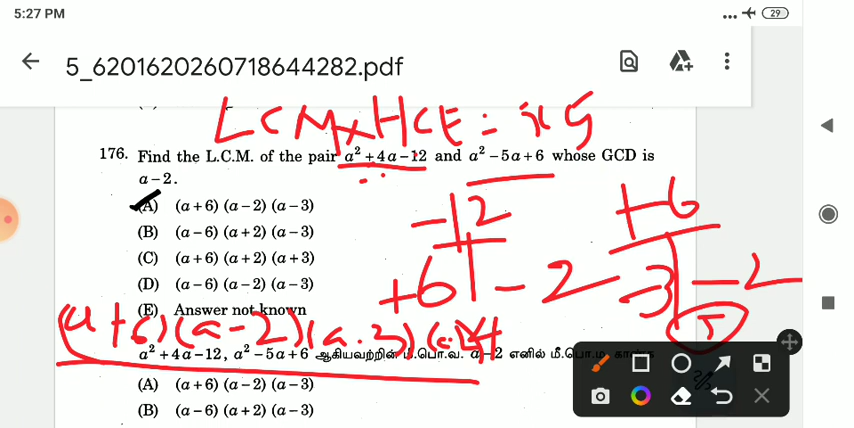 5:27 PM
29
5_6201620260718644282.pdf
LCM × HCF = x y
176. Find the L.C.M. of the pair a² + 4a − 12 and a² − 5a + 6 whose GCD is
a − 2.
(A) (a + 6) (a − 2) (a − 3)
(B) (a − 6) (a + 2) (a − 3)
(C) (a + 6) (a + 2) (a + 3)
(D) (a − 6) (a − 2) (a − 3)
(E) Answer not known
−12
+6 −2
+6
−3 −2
5
(a+6)(a−2)(a-3)
a² + 4a − 12, a² − 5a + 6 ஆகியவற்றின் மீ.பொ.வ. a − 2 எனில் மீ.பொ.ம.
(A) (a + 6) (a − 2) (a − 3)
(B) (a − 6) (a + 2) (a − 3)